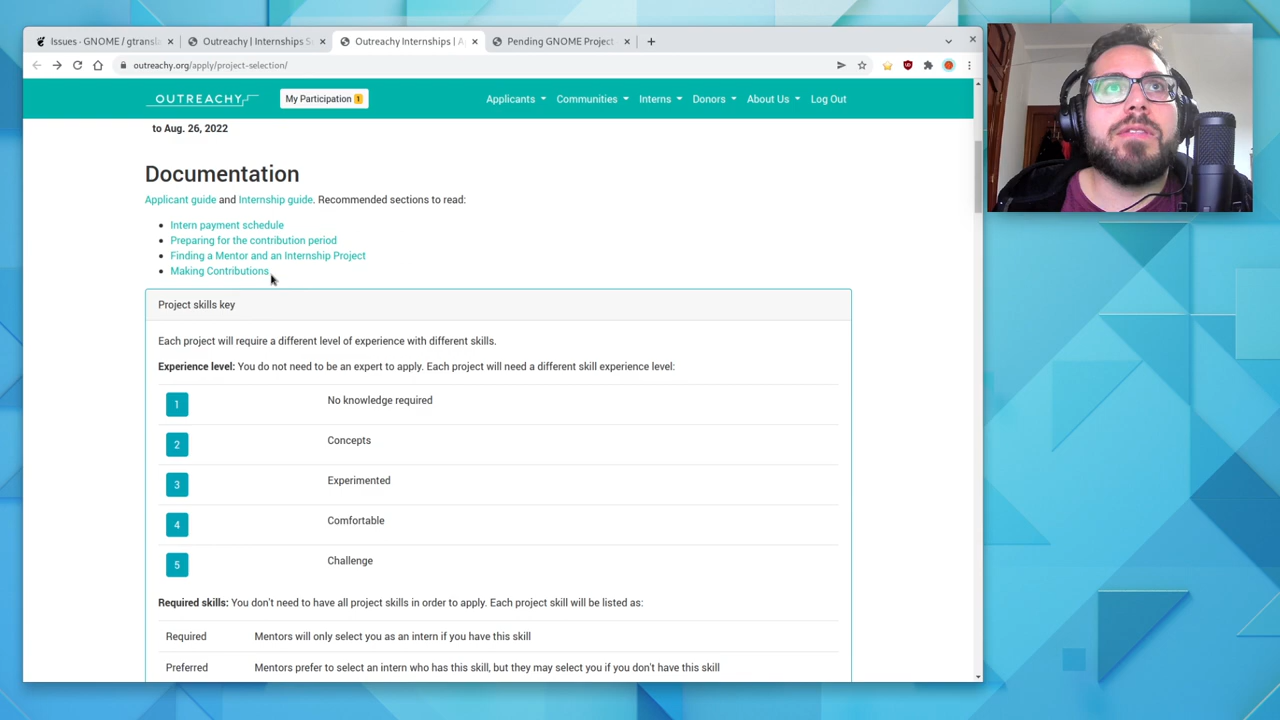 Issues · GNOME / gtransla
Outreachy | Internships S
Outreachy Internships | A
Pending GNOME Project
outreachy.org/apply/project-selection/
OUTREACHY
My Participation 1
Applicants
Communities
Interns
Donors
About Us
Log Out
to Aug. 26, 2022
Documentation
Applicant guide and Internship guide. Recommended sections to read:
Intern payment schedule
Preparing for the contribution period
Finding a Mentor and an Internship Project
Making Contributions
Project skills key
Each project will require a different level of experience with different skills.
Experience level: You do not need to be an expert to apply. Each project will need a different skill experience level:
1 No knowledge required
2 Concepts
3 Experimented
4 Comfortable
5 Challenge
Required skills: You don't need to have all project skills in order to apply. Each project skill will be listed as:
Required Mentors will only select you as an intern if you have this skill
Preferred Mentors prefer to select an intern who has this skill, but they may select you if you don't have this skill